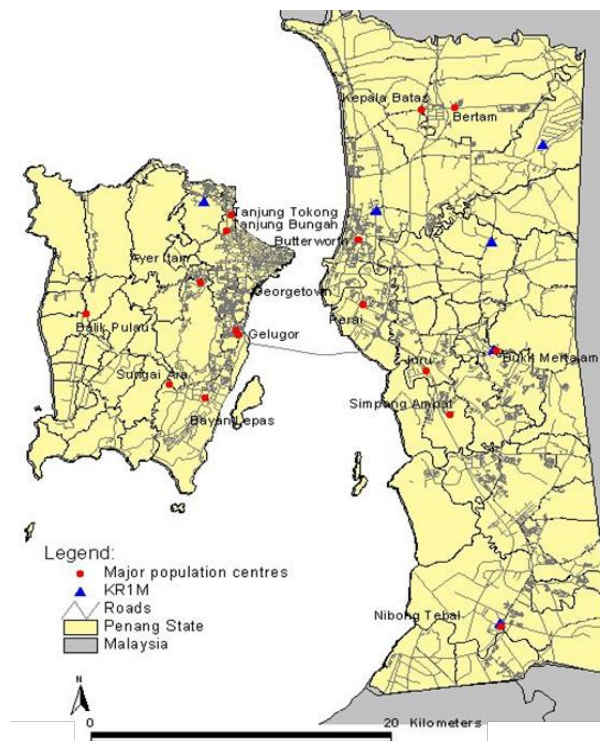 Kepala Batas
Bertam
Tanjung Tokong
Tanjung Bungah
Butterworth
Ayer Itam
Georgetown
Perai
Balik Pulau
Gelugor
Juru
Bukit Mertajam
Sungai Ara
Simpang Ampat
Bayan Lepas
Legend:
Major population centres
KR1M
Roads
Penang State
Malaysia
Nibong Tebal
N
0 20 Kilometers